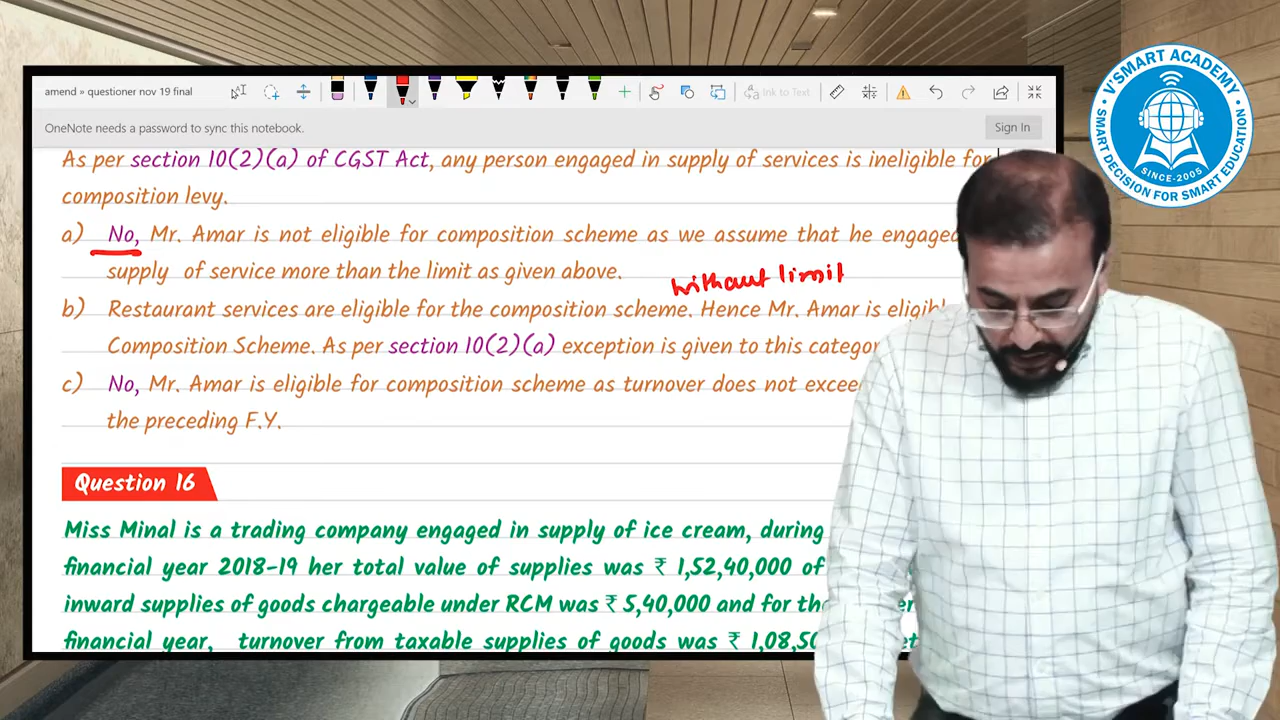 amend » questioner nov 19 final
Ink to Text
OneNote needs a password to sync this notebook.
Sign In
As per section 10(2)(a) of CGST Act, any person engaged in supply of services is ineligible for
composition levy.
a) No, Mr. Amar is not eligible for composition scheme as we assume that he engaged
supply of service more than the limit as given above.
without limit
b) Restaurant services are eligible for the composition scheme. Hence Mr. Amar is
Composition Scheme. As per section 10(2)(a) exception is given to this
c) No, Mr. Amar is eligible for composition scheme as turnover does not
the preceding F.Y.
Question 16
Miss Minal is a trading company engaged in supply of ice cream, during
financial year 2018-19 her total value of supplies was ₹ 1,52,40,000 of
inward supplies of goods chargeable under RCM was ₹ 5,40,000 and for
financial year, turnover from taxable supplies of goods was ₹
V'SMART ACADEMY
SINCE-2005
SMART DECISION FOR SMART EDUCATION